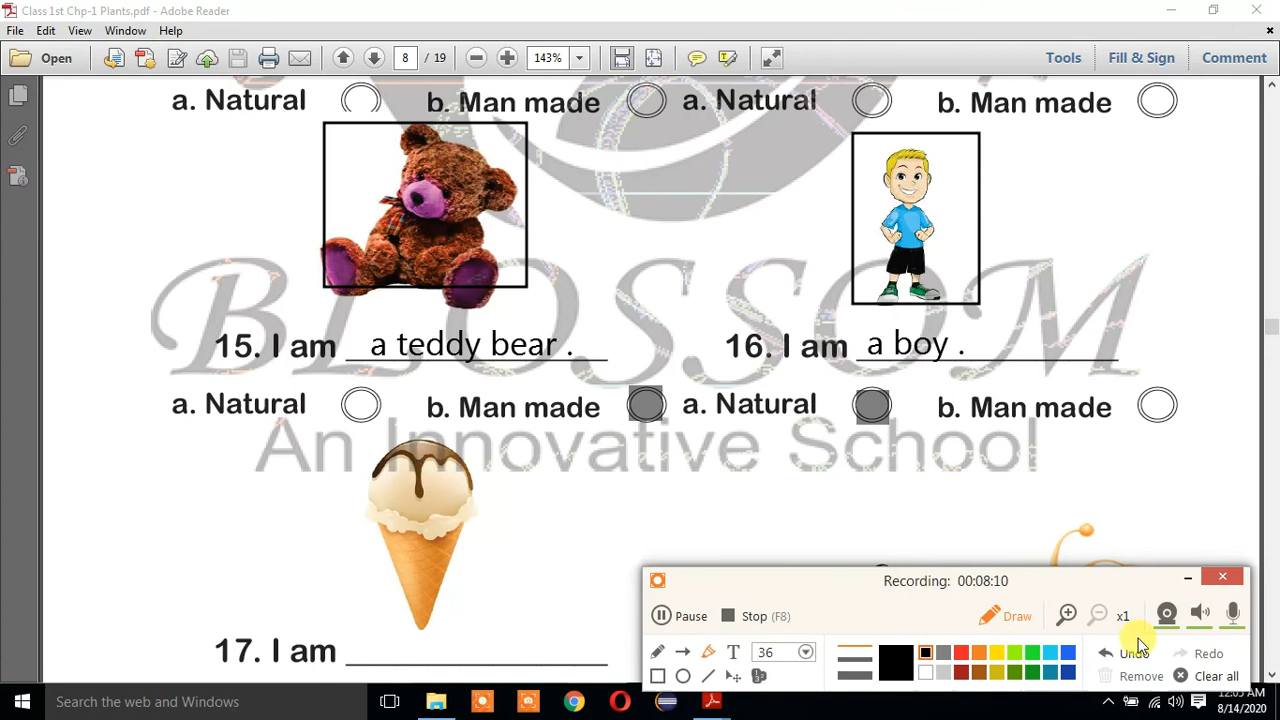 Class 1st Chp-1 Plants.pdf - Adobe Reader
File Edit View Window Help
Open 8 / 19 143% Tools Fill & Sign Comment
a. Natural b. Man made a. Natural b. Man made
BLOSSOM
15. I am a teddy bear . 16. I am a boy .
a. Natural b. Man made a. Natural b. Man made
An Innovative School
17. I am
Recording: 00:08:10
Pause Stop (F8) Draw x1
T 36 Undo Redo
Remove Clear all
Search the web and Windows
12:05 AM
8/14/2020